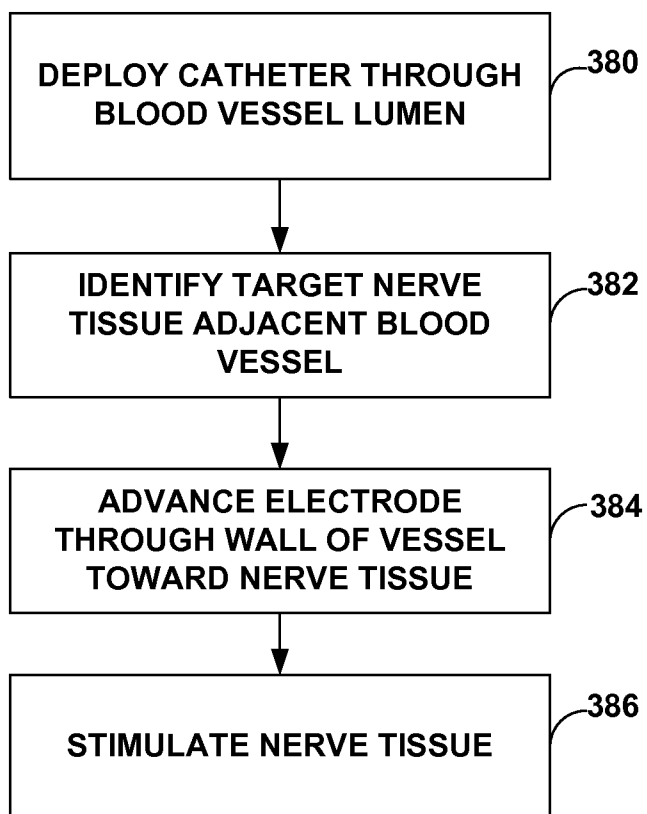 DEPLOY CATHETER THROUGH
BLOOD VESSEL LUMEN
380
IDENTIFY TARGET NERVE
TISSUE ADJACENT BLOOD
VESSEL
382
ADVANCE ELECTRODE
THROUGH WALL OF VESSEL
TOWARD NERVE TISSUE
384
STIMULATE NERVE TISSUE
386